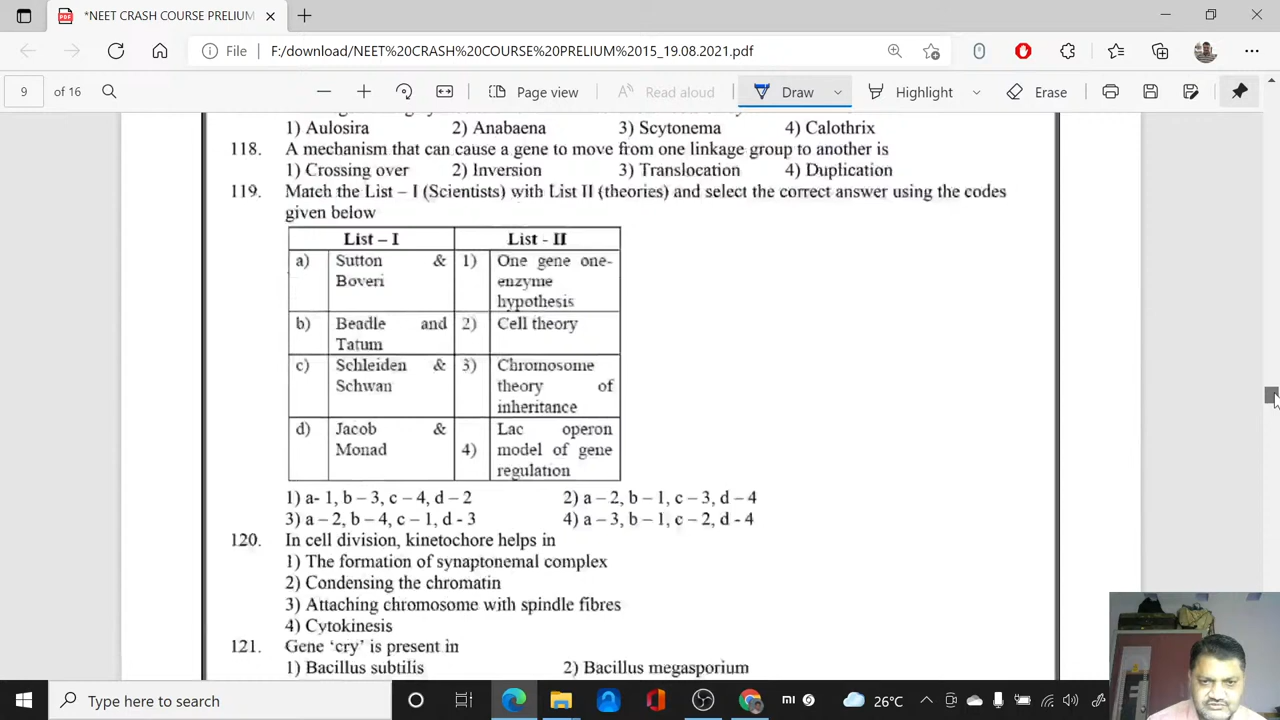 *NEET CRASH COURSE PRELIUM
File
F:/download/NEET%20CRASH%20COURSE%20PRELIUM%2015_19.08.2021.pdf
9 of 16
Page view
Read aloud
Draw
Highlight
Erase
1) Aulosira 2) Anabaena 3) Scytonema 4) Calothrix
118. A mechanism that can cause a gene to move from one linkage group to another is
1) Crossing over 2) Inversion 3) Translocation 4) Duplication
119. Match the List – I (Scientists) with List II (theories) and select the correct answer using the codes
given below
List – I List - II
a) Sutton & 1) One gene one-
Boveri enzyme
hypothesis
b) Beadle and 2) Cell theory
Tatum
c) Schleiden & 3) Chromosome
Schwan theory of
inheritance
d) Jacob & Lac operon
Monad 4) model of gene
regulation
1) a- 1, b – 3, c – 4, d – 2 2) a – 2, b – 1, c – 3, d – 4
3) a – 2, b – 4, c – 1, d - 3 4) a – 3, b – 1, c – 2, d - 4
120. In cell division, kinetochore helps in
1) The formation of synaptonemal complex
2) Condensing the chromatin
3) Attaching chromosome with spindle fibres
4) Cytokinesis
121. Gene ‘cry’ is present in
1) Bacillus subtilis 2) Bacillus megasporium
Type here to search
mi
26°C